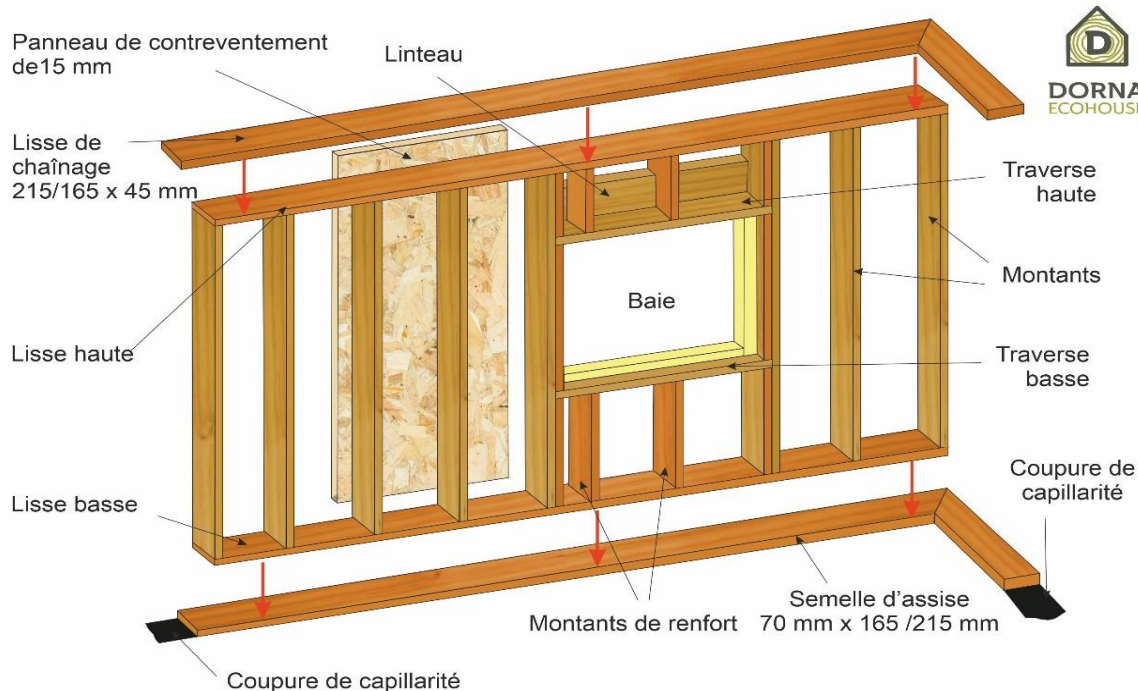 Panneau de contreventement
de15 mm
Linteau
D
DORNA
ECOHOUSE
Lisse de
chaînage
215/165 x 45 mm
Traverse
haute
Montants
Baie
Lisse haute
Traverse
basse
Lisse basse
Coupure de
capillarité
Montants de renfort
Semelle d'assise
70 mm x 165 /215 mm
Coupure de capillarité